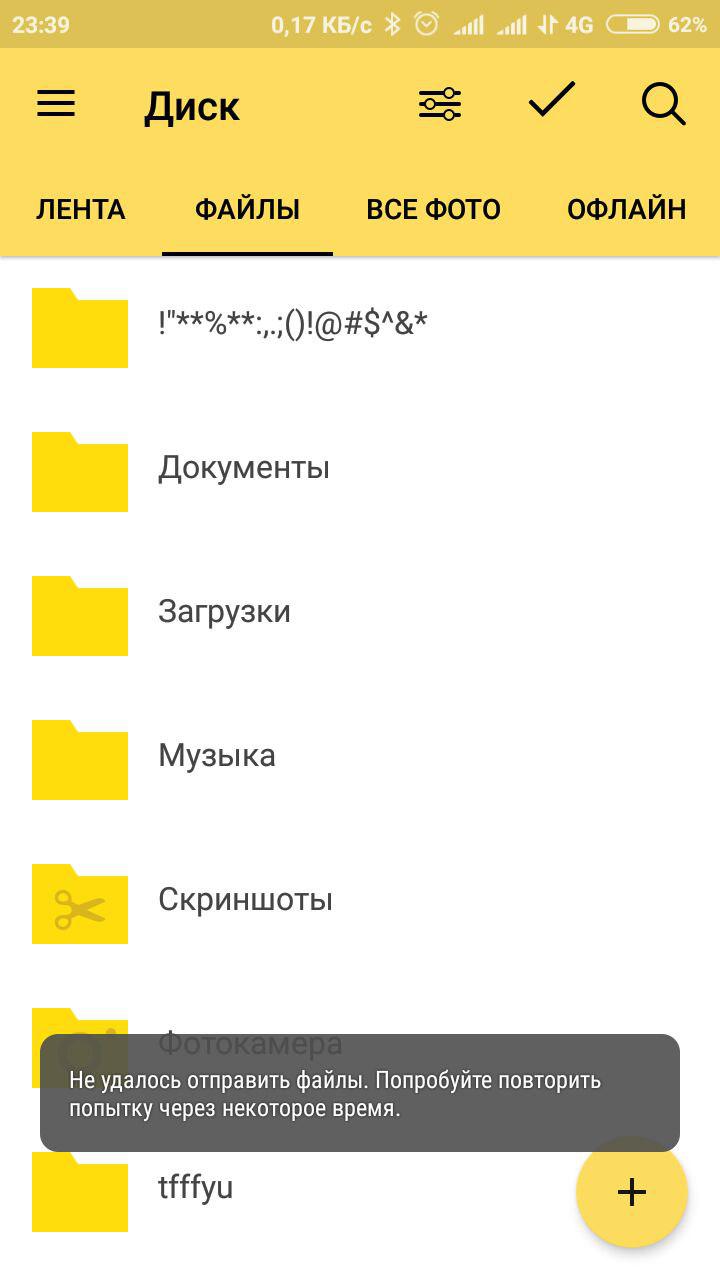 23:39 0,17 КБ/с 4G 62%
Диск
ЛЕНТА ФАЙЛЫ ВСЕ ФОТО ОФЛАЙН
!"**%**:,.;()!@#$^&*
Документы
Загрузки
Музыка
Скриншоты
Фотокамера
Не удалось отправить файлы. Попробуйте повторить
попытку через некоторое время.
tfffyu